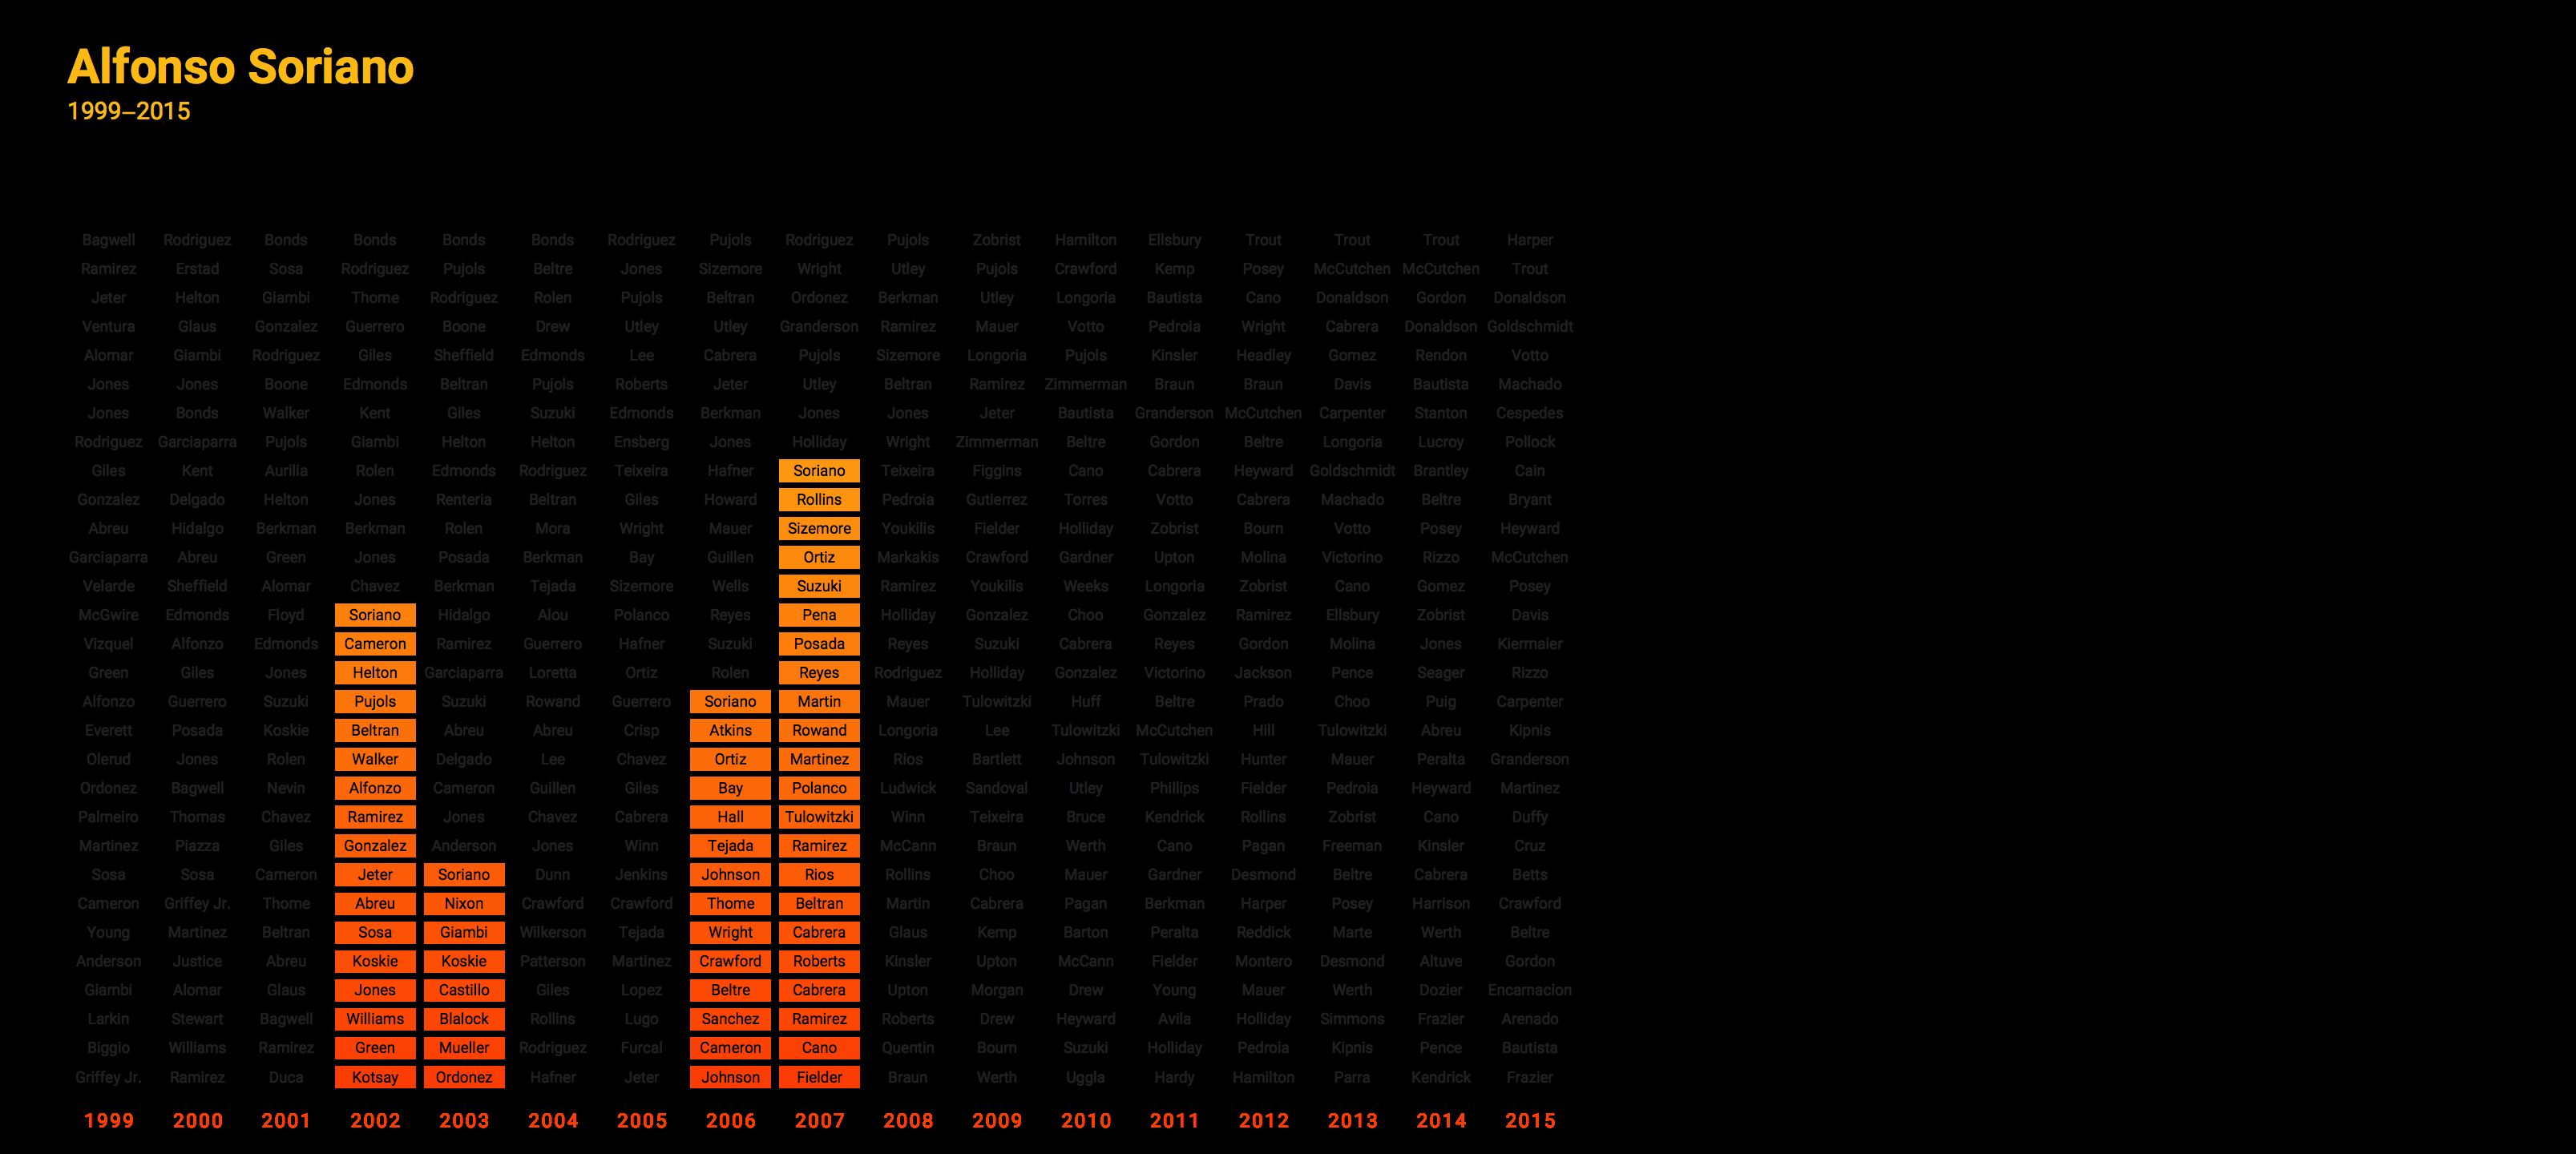 Alfonso Soriano
1999–2015
Bagwell Rodriguez Bonds Bonds Bonds Bonds Rodriguez Pujols Rodriguez Pujols Zobrist Hamilton Ellsbury Trout Trout Trout Harper
Ramirez Erstad Sosa Rodriguez Pujols Beltre Jones Sizemore Wright Utley Pujols Crawford Kemp Posey McCutchen McCutchen Trout
Jeter Helton Giambi Thome Rodriguez Rolen Pujols Beltran Ordonez Berkman Utley Longoria Bautista Cano Donaldson Gordon Donaldson
Ventura Glaus Gonzalez Guerrero Boone Drew Utley Utley Granderson Ramirez Mauer Votto Pedroia Wright Cabrera Donaldson Goldschmidt
Alomar Giambi Rodriguez Giles Sheffield Edmonds Lee Cabrera Pujols Sizemore Longoria Pujols Kinsler Headley Gomez Rendon Votto
Jones Jones Boone Edmonds Beltran Pujols Roberts Jeter Utley Beltran Ramirez Zimmerman Braun Braun Davis Bautista Machado
Jones Bonds Walker Kent Giles Suzuki Edmonds Berkman Jones Jones Jeter Bautista Granderson McCutchen Carpenter Stanton Cespedes
Rodriguez Garciaparra Pujols Giambi Helton Helton Ensberg Jones Holliday Wright Zimmerman Beltre Gordon Beltre Longoria Lucroy Pollock
Giles Kent Aurilia Rolen Edmonds Rodriguez Teixeira Hafner Soriano Teixeira Figgins Cano Cabrera Heyward Goldschmidt Brantley Cain
Gonzalez Delgado Helton Jones Renteria Beltran Giles Howard Rollins Pedroia Gutierrez Torres Votto Cabrera Machado Beltre Bryant
Abreu Hidalgo Berkman Berkman Rolen Mora Wright Mauer Sizemore Youkilis Fielder Holliday Zobrist Bourn Votto Posey Heyward
Garciaparra Abreu Green Jones Posada Berkman Bay Guillen Ortiz Markakis Crawford Gardner Upton Molina Victorino Rizzo McCutchen
Velarde Sheffield Alomar Chavez Berkman Tejada Sizemore Wells Suzuki Ramirez Youkilis Weeks Longoria Zobrist Cano Gomez Posey
McGwire Edmonds Floyd Soriano Hidalgo Alou Polanco Reyes Pena Holliday Gonzalez Choo Gonzalez Ramirez Ellsbury Zobrist Davis
Vizquel Alfonzo Edmonds Cameron Ramirez Guerrero Hafner Suzuki Posada Reyes Suzuki Cabrera Reyes Gordon Molina Jones Kiermaier
Green Giles Jones Helton Garciaparra Loretta Ortiz Rolen Reyes Rodriguez Holliday Gonzalez Victorino Jackson Pence Seager Rizzo
Alfonzo Guerrero Suzuki Pujols Suzuki Rowand Guerrero Soriano Martin Mauer Tulowitzki Huff Beltre Prado Choo Puig Carpenter
Everett Posada Koskie Beltran Abreu Abreu Crisp Atkins Rowand Longoria Lee Tulowitzki McCutchen Hill Tulowitzki Abreu Kipnis
Olerud Jones Rolen Walker Delgado Lee Chavez Ortiz Martinez Rios Bartlett Johnson Tulowitzki Hunter Mauer Peralta Granderson
Ordonez Bagwell Nevin Alfonzo Cameron Guillen Giles Bay Polanco Ludwick Sandoval Utley Phillips Fielder Pedroia Heyward Martinez
Palmeiro Thomas Chavez Ramirez Jones Chavez Cabrera Hall Tulowitzki Winn Teixeira Bruce Kendrick Rollins Zobrist Cano Duffy
Martinez Piazza Giles Gonzalez Anderson Jones Winn Tejada Ramirez McCann Braun Werth Cano Pagan Freeman Kinsler Cruz
Sosa Sosa Cameron Jeter Soriano Dunn Jenkins Johnson Rios Rollins Choo Mauer Gardner Desmond Beltre Cabrera Betts
Cameron Griffey Jr. Thome Abreu Nixon Crawford Crawford Thome Beltran Martin Cabrera Pagan Berkman Harper Posey Harrison Crawford
Young Martinez Beltran Sosa Giambi Wilkerson Tejada Wright Cabrera Glaus Kemp Barton Peralta Reddick Marte Werth Beltre
Anderson Justice Abreu Koskie Koskie Patterson Martinez Crawford Roberts Kinsler Upton McCann Fielder Montero Desmond Altuve Gordon
Giambi Alomar Glaus Jones Castillo Giles Lopez Beltre Cabrera Upton Morgan Drew Young Mauer Werth Dozier Encarnacion
Larkin Stewart Bagwell Williams Blalock Rollins Lugo Sanchez Ramirez Roberts Drew Heyward Avila Holliday Simmons Frazier Arenado
Biggio Williams Ramirez Green Mueller Rodriguez Furcal Cameron Cano Quentin Bourn Suzuki Holliday Pedroia Kipnis Pence Bautista
Griffey Jr. Ramirez Duca Kotsay Ordonez Hafner Jeter Johnson Fielder Braun Werth Uggla Hardy Hamilton Parra Kendrick Frazier
1999 2000 2001 2002 2003 2004 2005 2006 2007 2008 2009 2010 2011 2012 2013 2014 2015